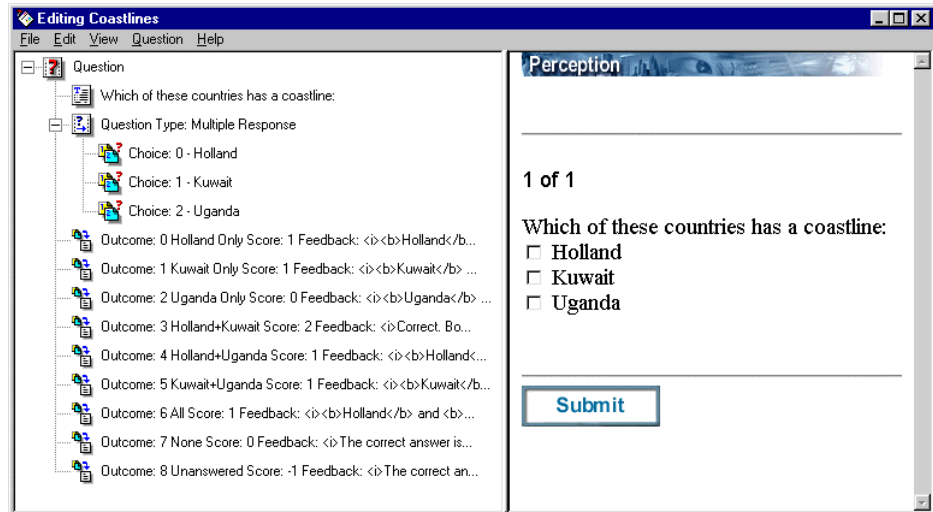 Editing Coastlines
File Edit View Question Help
Question
Which of these countries has a coastline:
Question Type: Multiple Response
Choice: 0 - Holland
Choice: 1 - Kuwait
Choice: 2 - Uganda
Outcome: 0 Holland Only Score: 1 Feedback: <i><b>Holland</b...
Outcome: 1 Kuwait Only Score: 1 Feedback: <i><b>Kuwait</b> ...
Outcome: 2 Uganda Only Score: 0 Feedback: <i><b>Uganda</b> ...
Outcome: 3 Holland+Kuwait Score: 2 Feedback: <i>Correct. Bo...
Outcome: 4 Holland+Uganda Score: 1 Feedback: <i><b>Holland<...
Outcome: 5 Kuwait+Uganda Score: 1 Feedback: <i><b>Kuwait</b...
Outcome: 6 All Score: 1 Feedback: <i><b>Holland</b> and <b>...
Outcome: 7 None Score: 0 Feedback: <i>The correct answer is...
Outcome: 8 Unanswered Score: -1 Feedback: <i>The correct an...
Perception
1 of 1
Which of these countries has a coastline:
Holland
Kuwait
Uganda
Submit